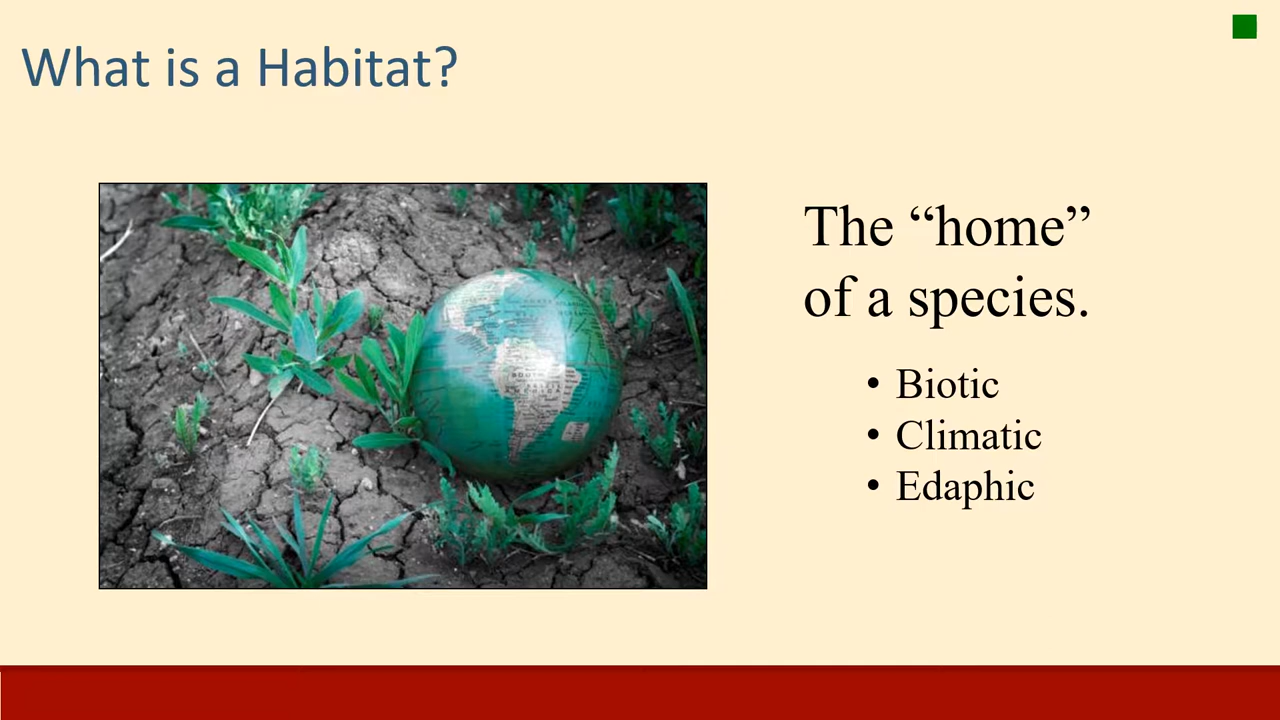 What is a Habitat?
The “home”
of a species.
• Biotic
• Climatic
• Edaphic